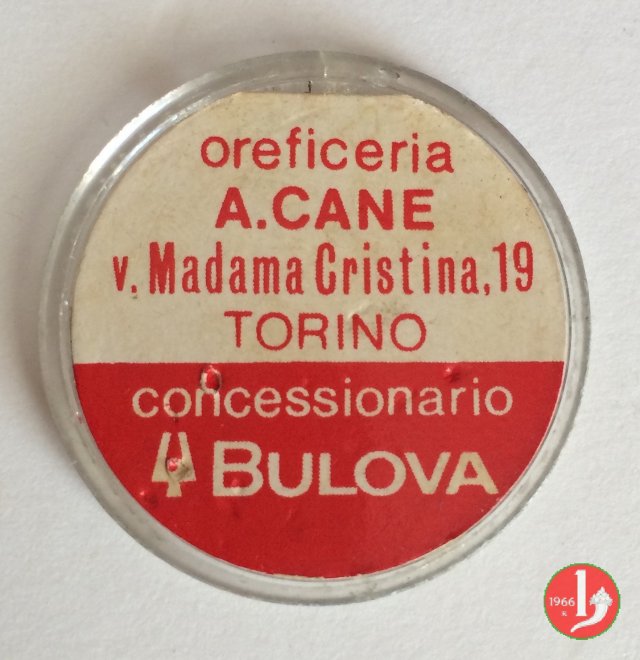 oreficeria
A.CANE
v. Madama Cristina, 19
TORINO
concessionario
BULOVA
1966
R